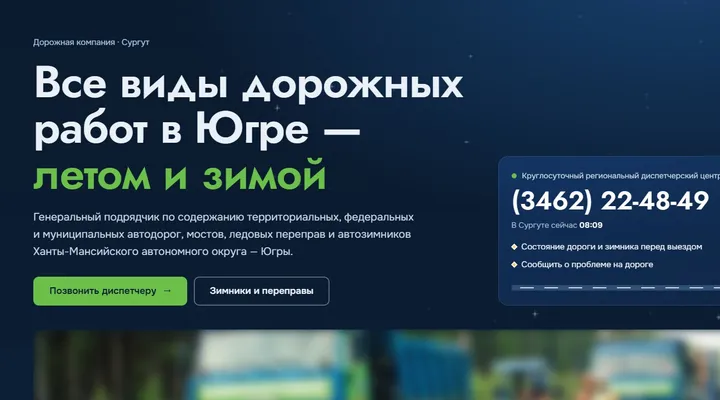 Дорожная компания · Сургут
Все виды дорожных
работ в Югре —
летом и зимой
Генеральный подрядчик по содержанию территориальных, федеральных
и муниципальных автодорог, мостов, ледовых переправ и автозимников
Ханты-Мансийского автономного округа — Югры.
Позвонить диспетчеру →
Зимники и переправы
Круглосуточный региональный диспетчерский центр
(3462) 22-48-49
В Сургуте сейчас 08:09
Состояние дороги и зимника перед выездом
Сообщить о проблеме на дороге